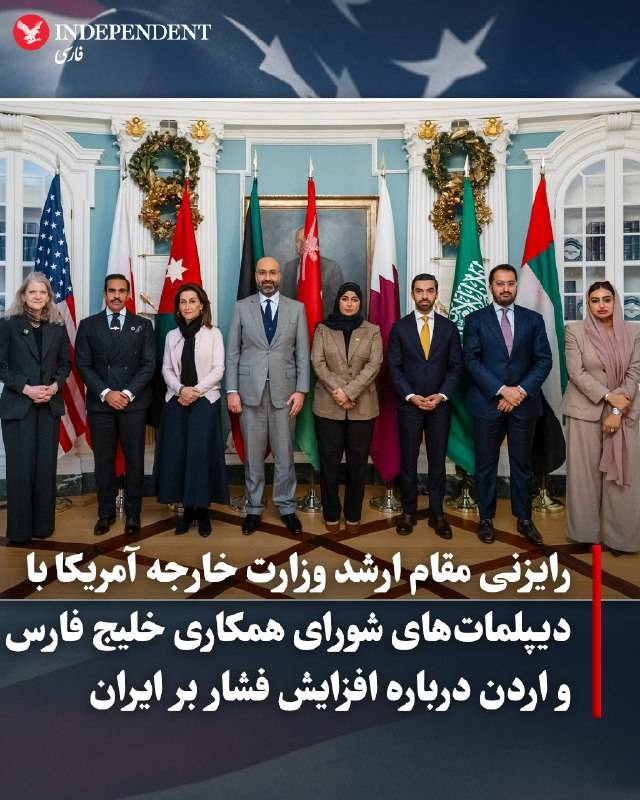 INDEPENDENT
فارسی
رایزنی مقام ارشد وزارت خارجه آمریکا با
دیپلمات‌های شورای همکاری خلیج فارس
و اردن درباره افزایش فشار بر ایران